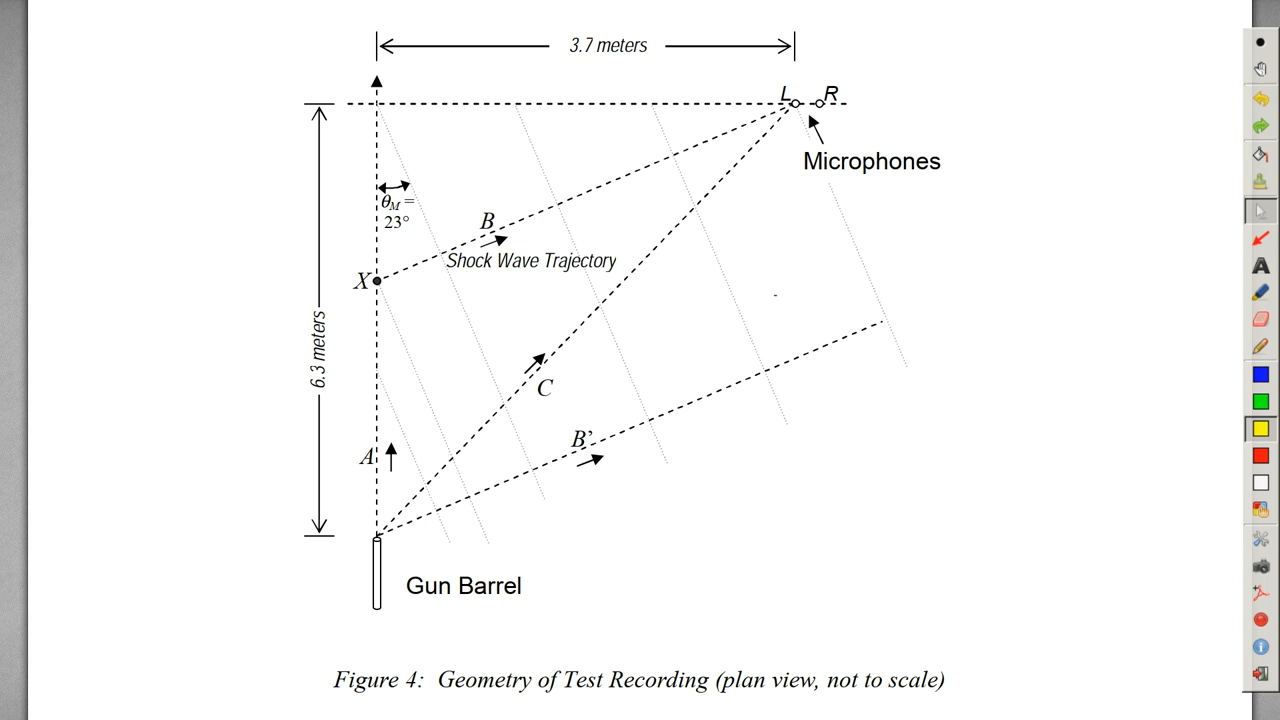 3.7 meters
L R
Microphones
θM =
23°
B
Shock Wave Trajectory
X
6.3 meters
C
B’
A
Gun Barrel
Figure 4: Geometry of Test Recording (plan view, not to scale)
A